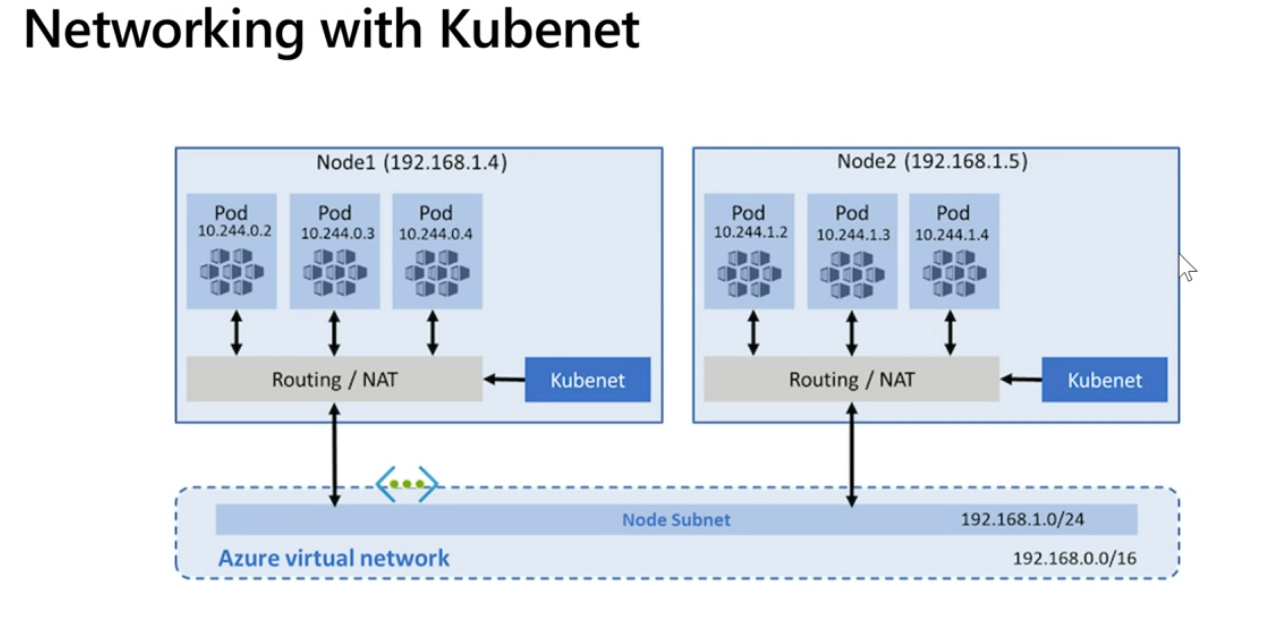 Networking with Kubenet
Node1 (192.168.1.4)
Pod
10.244.0.2
Pod
10.244.0.3
Pod
10.244.0.4
Routing / NAT
Kubenet
Node2 (192.168.1.5)
Pod
10.244.1.2
Pod
10.244.1.3
Pod
10.244.1.4
Routing / NAT
Kubenet
Node Subnet
192.168.1.0/24
Azure virtual network
192.168.0.0/16